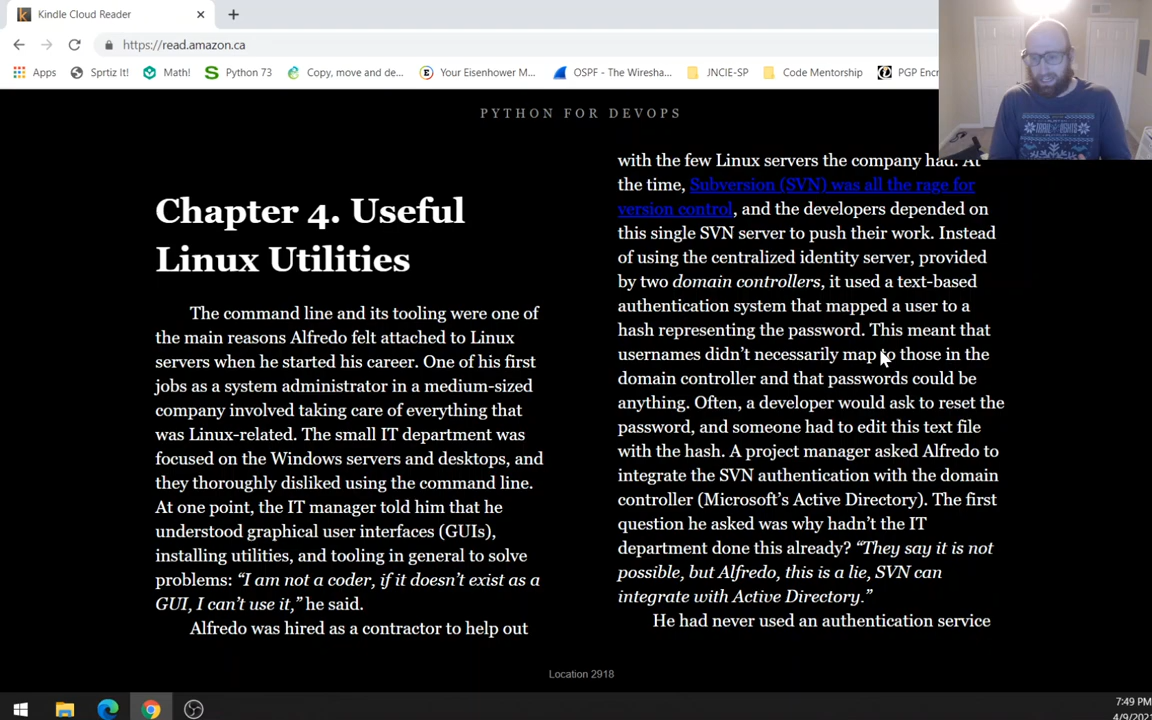 Kindle Cloud Reader
https://read.amazon.ca
Apps
Sprtiz It!
Math!
Python 73
Copy, move and de...
Your Eisenhower M...
OSPF - The Wiresha...
JNCIE-SP
Code Mentorship
PGP Encr
PYTHON FOR DEVOPS
Chapter 4. Useful
Linux Utilities
The command line and its tooling were one of
the main reasons Alfredo felt attached to Linux
servers when he started his career. One of his first
jobs as a system administrator in a medium-sized
company involved taking care of everything that
was Linux-related. The small IT department was
focused on the Windows servers and desktops, and
they thoroughly disliked using the command line.
At one point, the IT manager told him that he
understood graphical user interfaces (GUIs),
installing utilities, and tooling in general to solve
problems: “I am not a coder, if it doesn’t exist as a
GUI, I can’t use it,” he said.
Alfredo was hired as a contractor to help out
with the few Linux servers the company had. At
the time, Subversion (SVN) was all the rage for
version control, and the developers depended on
this single SVN server to push their work. Instead
of using the centralized identity server, provided
by two domain controllers, it used a text-based
authentication system that mapped a user to a
hash representing the password. This meant that
usernames didn’t necessarily map to those in the
domain controller and that passwords could be
anything. Often, a developer would ask to reset the
password, and someone had to edit this text file
with the hash. A project manager asked Alfredo to
integrate the SVN authentication with the domain
controller (Microsoft’s Active Directory). The first
question he asked was why hadn’t the IT
department done this already? “They say it is not
possible, but Alfredo, this is a lie, SVN can
integrate with Active Directory.”
He had never used an authentication service
Location 2918
7:49 PM
4/9/202